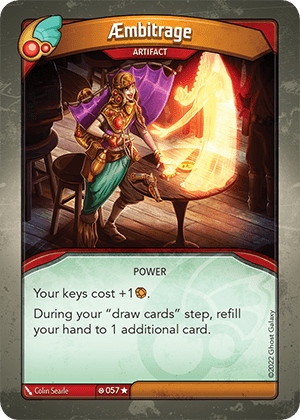 Æmbitrage
ARTIFACT
POWER
Your keys cost +1.
During your “draw cards” step, refill
your hand to 1 additional card.
©2022 Ghost Galaxy
Colin Searle
057